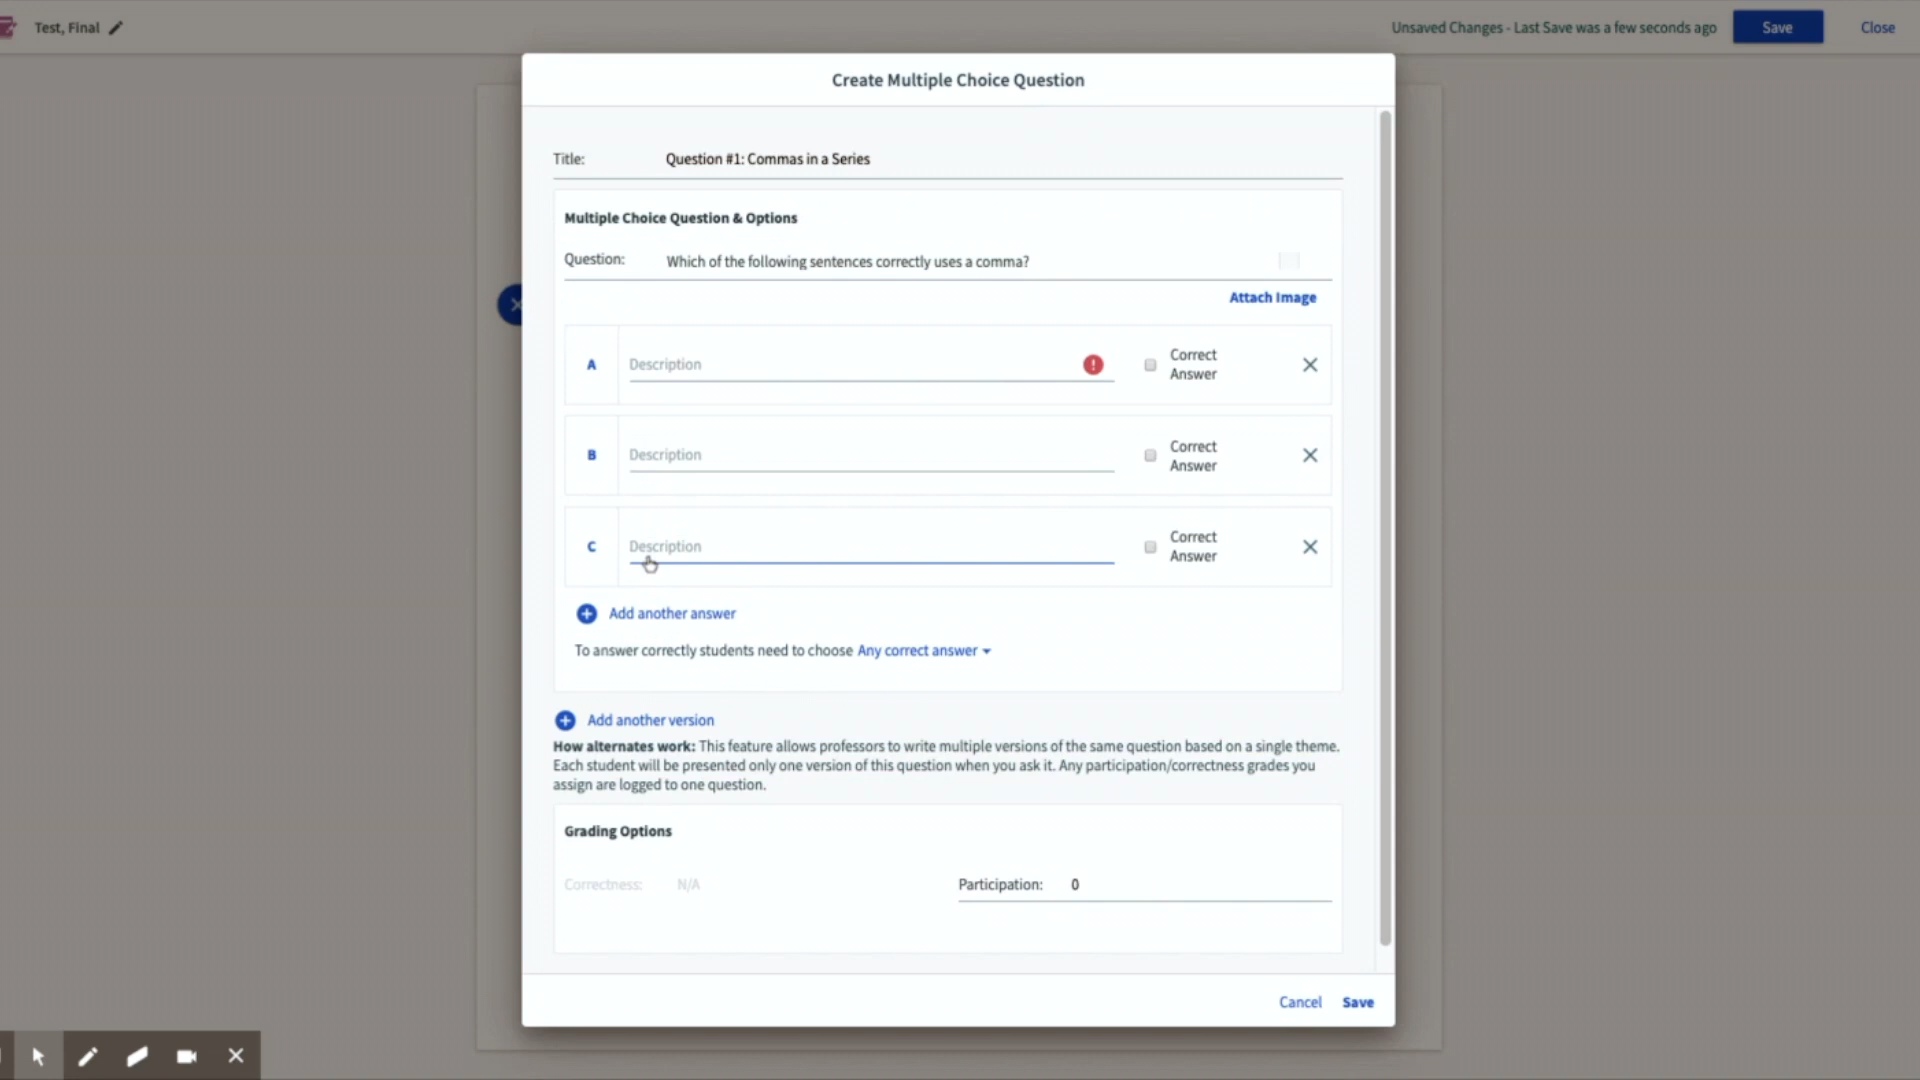 Test, Final
Unsaved Changes - Last Save was a few seconds ago
Save
Close
Create Multiple Choice Question
Title:
Question #1: Commas in a Series
Multiple Choice Question & Options
Question:
Which of the following sentences correctly uses a comma?
Attach Image
A
Description
Correct
Answer
B
Description
Correct
Answer
C
Description
Correct
Answer
Add another answer
To answer correctly students need to choose Any correct answer
Add another version
How alternates work: This feature allows professors to write multiple versions of the same question based on a single theme.
Each student will be presented only one version of this question when you ask it. Any participation/correctness grades you
assign are logged to one question.
Grading Options
Correctness:
N/A
Participation:
0
Cancel
Save